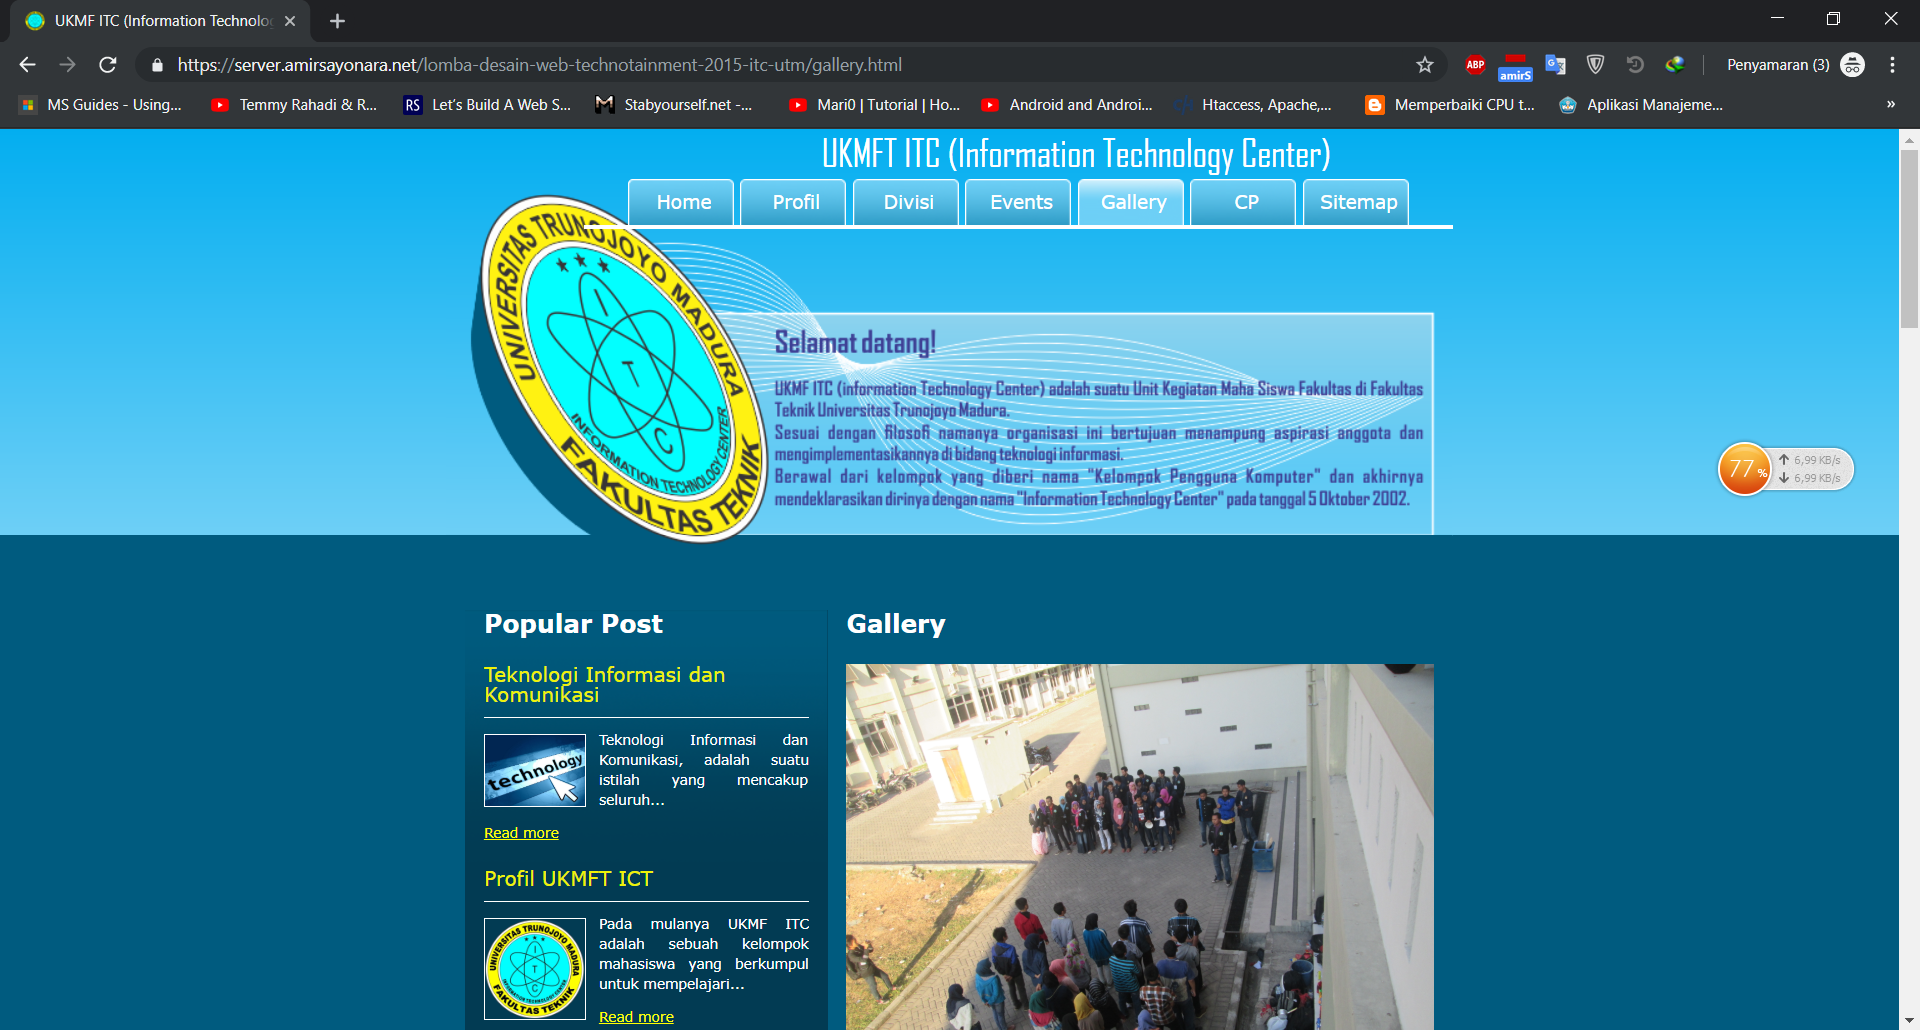 UKMF ITC (Information Technolo
https://server.amirsayonara.net/lomba-desain-web-technotainment-2015-itc-utm/gallery.html
ABP
amirS
Penyamaran (3)
MS Guides - Using...
Temmy Rahadi & R...
RS Let's Build A Web S...
Stabyourself.net -...
Mari0 | Tutorial | Ho...
Android and Androi...
Htaccess, Apache,...
Memperbaiki CPU t...
Aplikasi Manajeme...
»
UKMFT ITC (Information Technology Center)
Home Profil Divisi Events Gallery CP Sitemap
UNIVERSITAS TRUNOJOYO MADURA
I
T
C
INFORMATION TECHNOLOGY CENTER
FAKULTAS TEKNIK
Selamat datang!
UKMF ITC (information Technology Center) adalah suatu Unit Kegiatan Maha Siswa Fakultas di Fakultas
Teknik Universitas Trunojoyo Madura.
Sesuai dengan filosofi namanya organisasi ini bertujuan menampung aspirasi anggota dan
mengimplementasikannya di bidang teknologi informasi.
Berawal dari kelompok yang diberi nama "Kelompok Pengguna Komputer" dan akhirnya
mendeklarasikan dirinya dengan nama "Information Technology Center" pada tanggal 5 Oktober 2002.
77%
6,99 KB/s
6,99 KB/s
Popular Post
Teknologi Informasi dan
Komunikasi
technology
Teknologi Informasi dan
Komunikasi, adalah suatu
istilah yang mencakup
seluruh...
Read more
Profil UKMFT ICT
UNIVERSITAS TRUNOJOYO MADURA
I
T
C
FAKULTAS TEKNIK
Pada mulanya UKMF ITC
adalah sebuah kelompok
mahasiswa yang berkumpul
untuk mempelajari...
Read more
Gallery